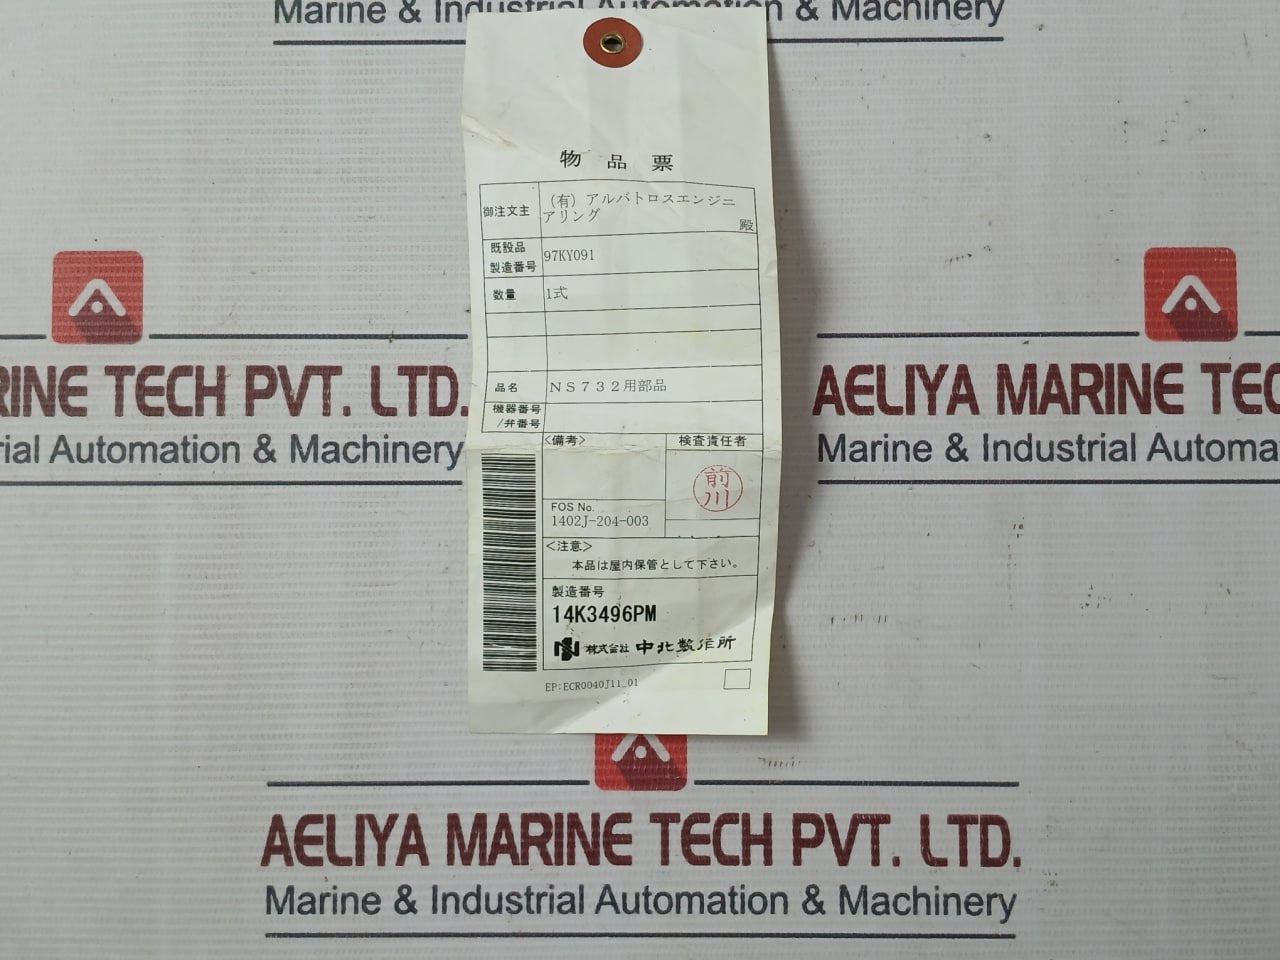 Marine & Industrial Automation & Machinery
物品票
御注文主
(有)アルバトロスエンジニ
アリング
殿
既設品
製造番号
97KY091
数量
1式
品名
NS732用部品
機器番号
/弁番号
<備考>
検査責任者
前川
FOS No.
1402J-204-003
<注意>
本品は屋内保管として下さい。
製造番号
14K3496PM
株式会社 中北製作所
EP:ECR0040J11_01
RINE TECH PVT. LTD.
rial Automation & Machinery
AELIYA MARINE TEC
Marine & Industrial Automa
AELIYA MARINE TECH PVT. LTD.
Marine & Industrial Automation & Machinery